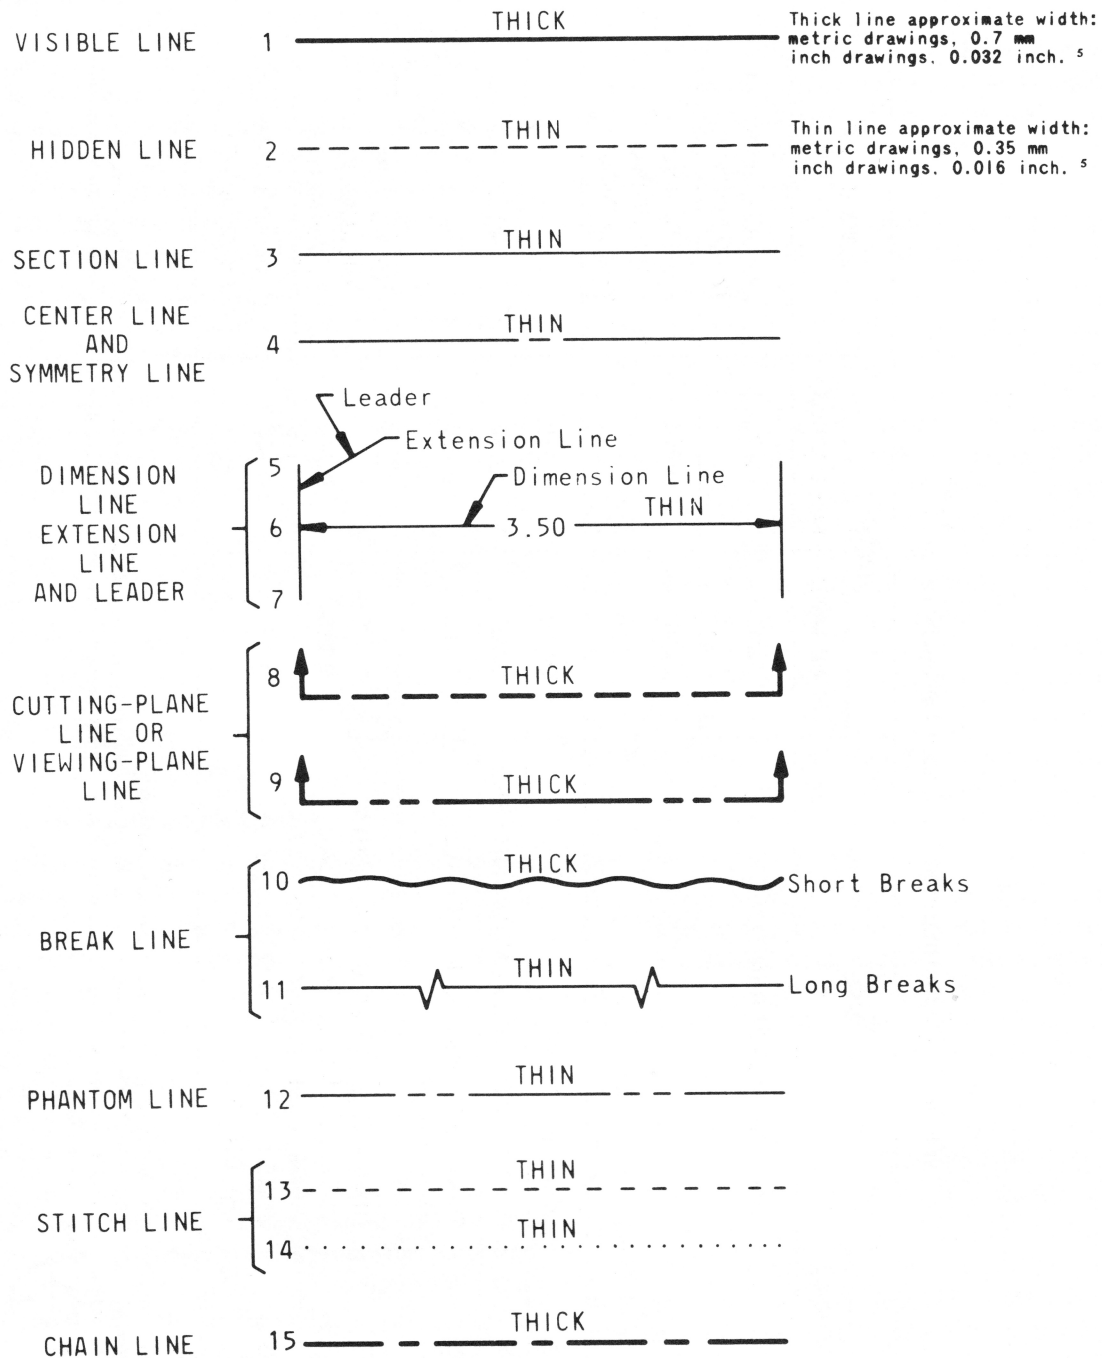 VISIBLE LINE 1 THICK
Thick line approximate width:
metric drawings, 0.7 mm
inch drawings. 0.032 inch. 5
HIDDEN LINE 2 THIN
Thin line approximate width:
metric drawings, 0.35 mm
inch drawings. 0.016 inch. 5
SECTION LINE 3 THIN
CENTER LINE
AND
SYMMETRY LINE
4 THIN
Leader
Extension Line
Dimension Line
DIMENSION
LINE
EXTENSION
LINE
AND LEADER
5
6
7
3.50
THIN
CUTTING-PLANE
LINE OR
VIEWING-PLANE
LINE
8 THICK
9 THICK
BREAK LINE
10 THICK Short Breaks
11 THIN Long Breaks
PHANTOM LINE 12 THIN
STITCH LINE
13 THIN
14 THIN
CHAIN LINE 15 THICK